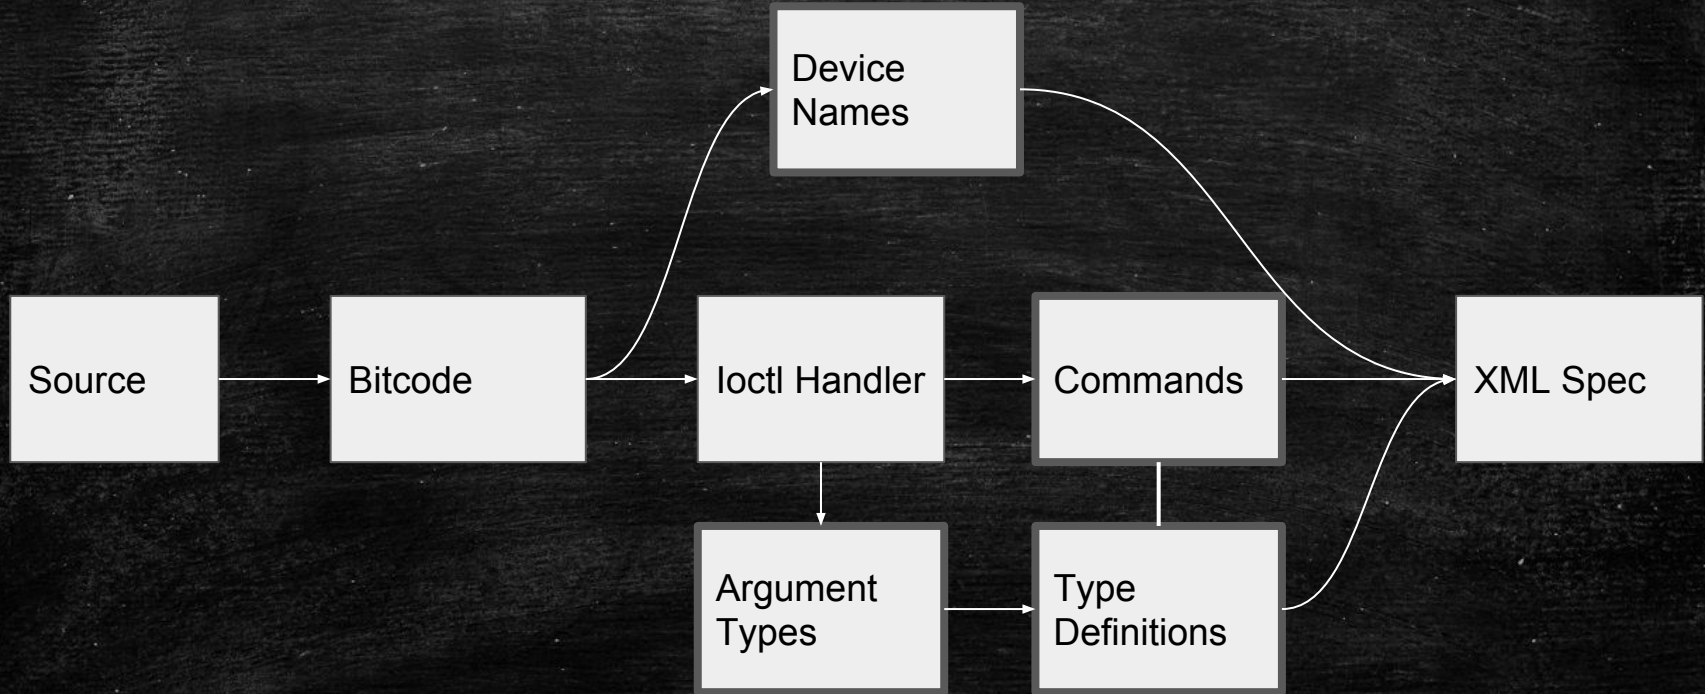 Device
Names
Source
Bitcode
Ioctl Handler
Commands
XML Spec
Argument
Types
Type
Definitions